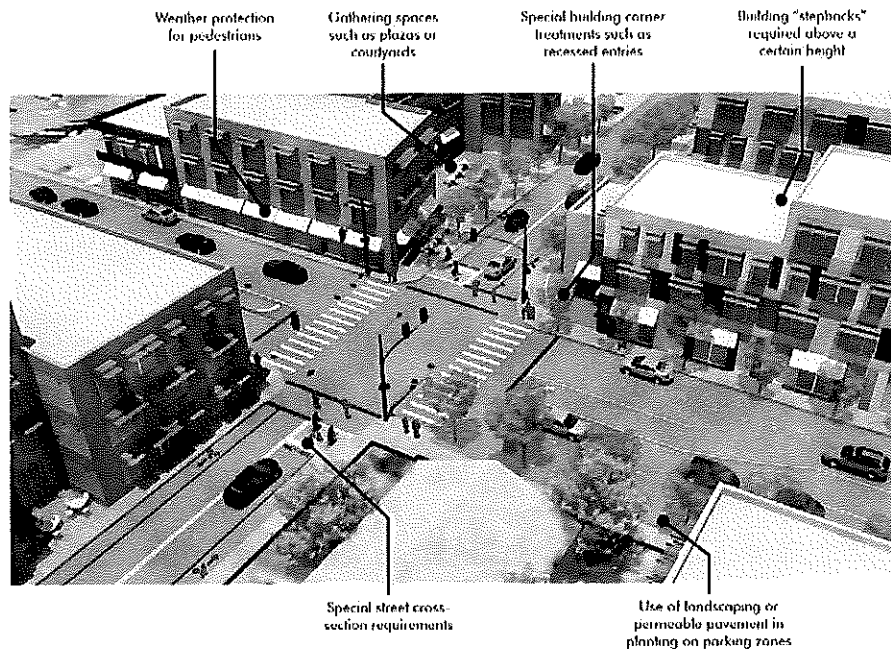 Weather protection
for pedestrians
Gathering spaces
such as plazas or
courtyards
Special building corner
treatments such as
recessed entries
Building "stepbacks"
required above a
certain height
Special street cross-
section requirements
Use of landscaping or
permeable pavement in
planting on parking zones